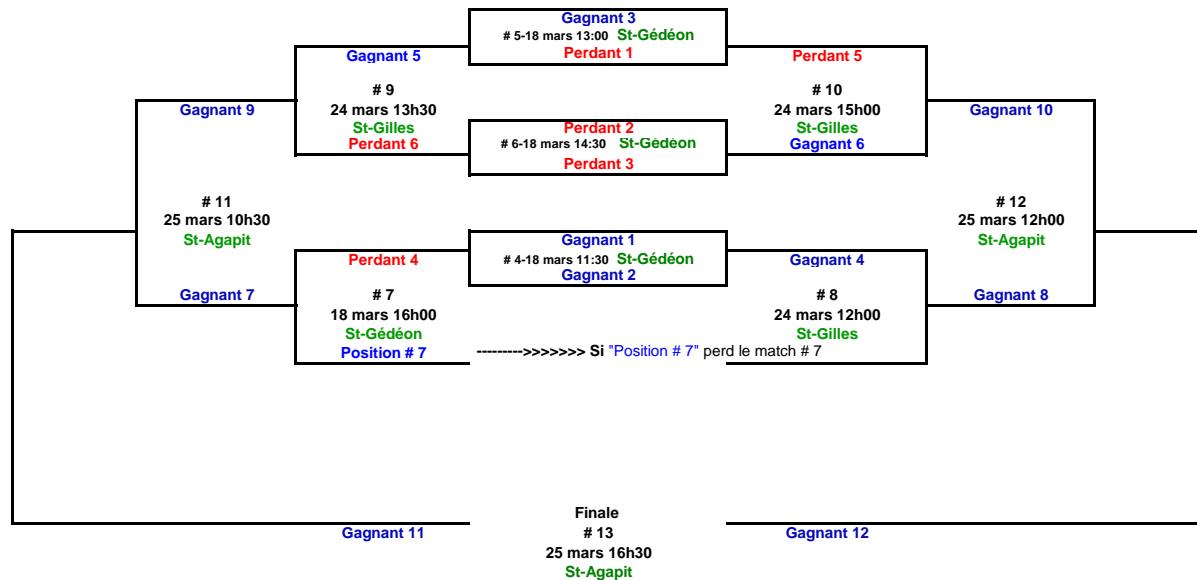 Gagnant 3
# 5-18 mars 13:00 St-Gédéon
Perdant 1
Gagnant 5
Perdant 5
# 9
24 mars 13h30
St-Gilles
Perdant 6
# 10
24 mars 15h00
St-Gilles
Gagnant 6
Gagnant 9
Gagnant 10
Perdant 2
# 6-18 mars 14:30 St-Gédéon
Perdant 3
# 11
25 mars 10h30
St-Agapit
# 12
25 mars 12h00
St-Agapit
Gagnant 1
# 4-18 mars 11:30 St-Gédéon
Gagnant 2
Perdant 4
Gagnant 4
Gagnant 7
# 7
18 mars 16h00
St-Gédéon
Position # 7
# 8
24 mars 12h00
St-Gilles
Gagnant 8
--------->>>>>>> Si "Position # 7" perd le match # 7
Finale
# 13
25 mars 16h30
St-Agapit
Gagnant 11
Gagnant 12